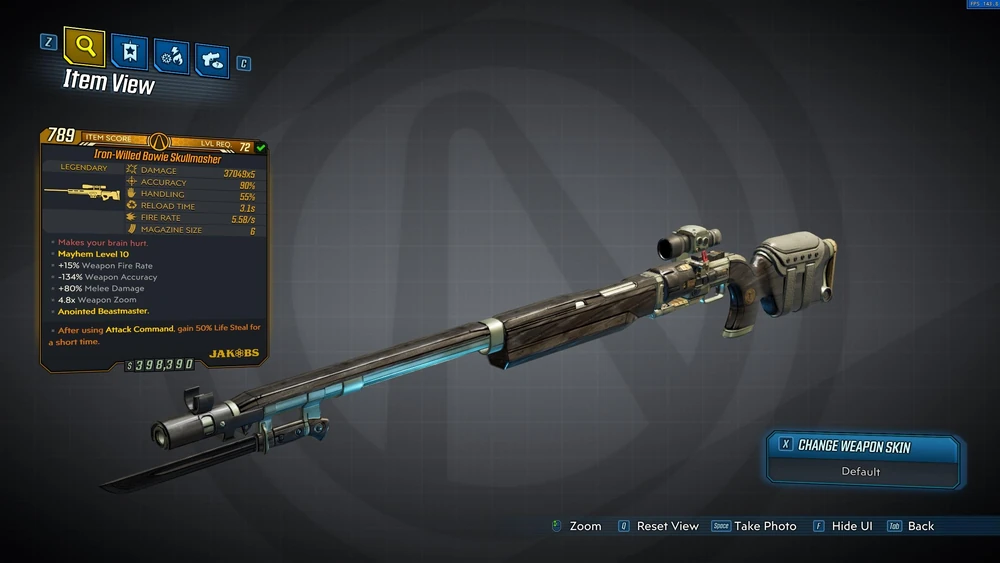 FPS 143.6
Z
C
Item View
789 ITEM SCORE LVL REQ. 72
Iron-Willed Bowie Skullmasher
LEGENDARY
DAMAGE 37049x5
ACCURACY 90%
HANDLING 55%
RELOAD TIME 3.1s
FIRE RATE 5.58/s
MAGAZINE SIZE 6
Makes your brain hurt.
Mayhem Level 10
+15% Weapon Fire Rate
-134% Weapon Accuracy
+80% Melee Damage
4.8x Weapon Zoom
Anointed Beastmaster.
After using Attack Command, gain 50% Life Steal for
a short time.
JAKOBS
$ 398,390
X CHANGE WEAPON SKIN
Default
Zoom Q Reset View Space Take Photo F Hide UI Tab Back